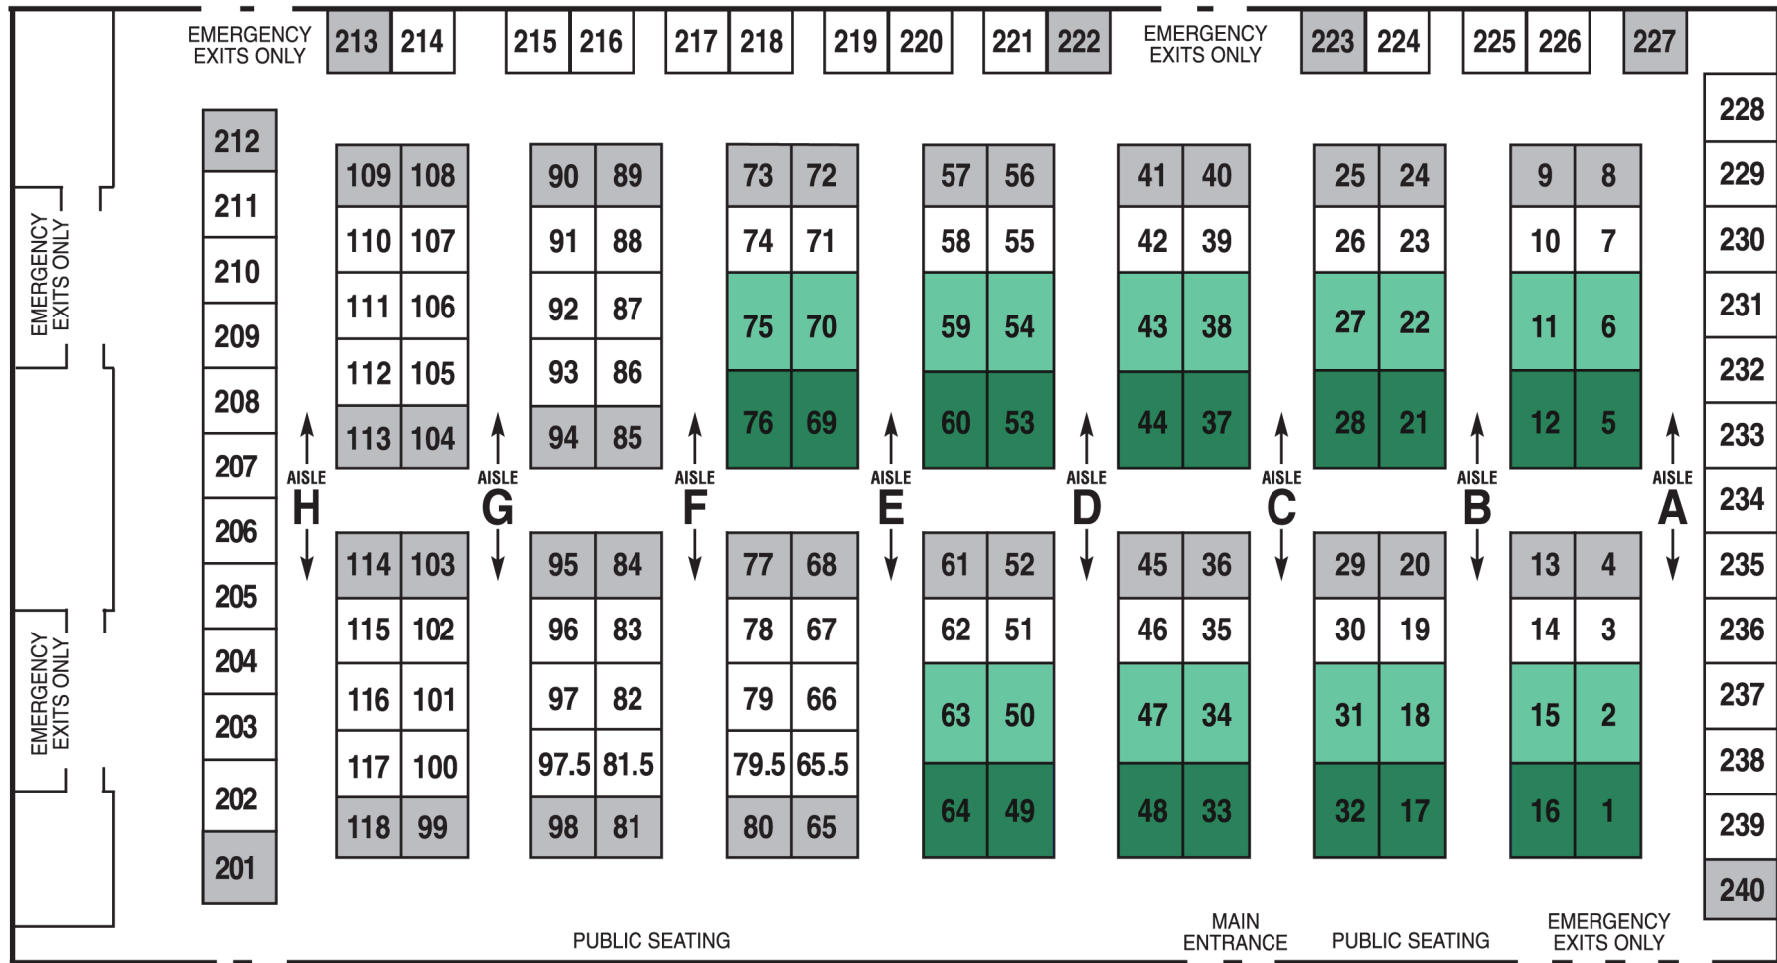 EMERGENCY
EXITS ONLY
213 214 215 216 217 218 219 220 221 222
EMERGENCY
EXITS ONLY
223 224 225 226 227
228
212
109 108 90 89 73 72 57 56 41 40 25 24 9 8
229
211
110 107 91 88 74 71 58 55 42 39 26 23 10 7
230
210
EMERGENCY
EXITS ONLY
111 106 92 87 75 70 59 54 43 38 27 22 11 6
231
209
112 105 93 86
232
208
113 104 94 85 76 69 60 53 44 37 28 21 12 5
233
207
AISLE
H
AISLE
G
AISLE
F
AISLE
E
AISLE
D
AISLE
C
AISLE
B
AISLE
A
234
206
114 103 95 84 77 68 61 52 45 36 29 20 13 4
235
205
115 102 96 83 78 67 62 51 46 35 30 19 14 3
236
204
EMERGENCY
EXITS ONLY
116 101 97 82 79 66 63 50 47 34 31 18 15 2
237
203
117 100 97.5 81.5 79.5 65.5
238
202
118 99 98 81 80 65 64 49 48 33 32 17 16 1
239
201
240
PUBLIC SEATING
MAIN
ENTRANCE
PUBLIC SEATING
EMERGENCY
EXITS ONLY